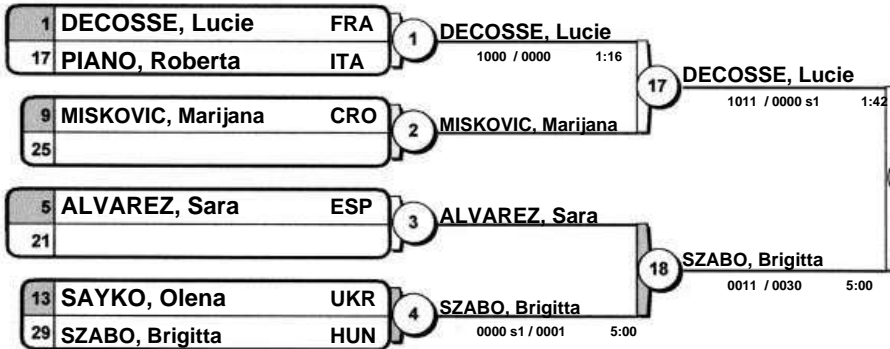 1 DECOSSE, Lucie FRA
17 PIANO, Roberta ITA
1
DECOSSE, Lucie
1000 / 0000 1:16
9 MISKOVIC, Marijana CRO
25
2
MISKOVIC, Marijana
17
DECOSSE, Lucie
1011 / 0000 s1 1:42
5 ALVAREZ, Sara ESP
21
3
ALVAREZ, Sara
13 SAYKO, Olena UKR
29 SZABO, Brigitta HUN
4
SZABO, Brigitta
0000 s1 / 0001 5:00
18
SZABO, Brigitta
0011 / 0030 5:00